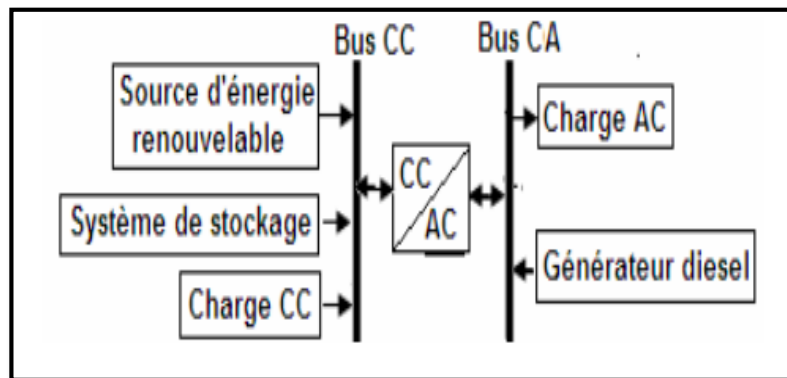 Bus CC
Bus CA
Source d'énergie
renouvelable
Charge AC
CC
AC
Système de stockage
Générateur diesel
Charge CC